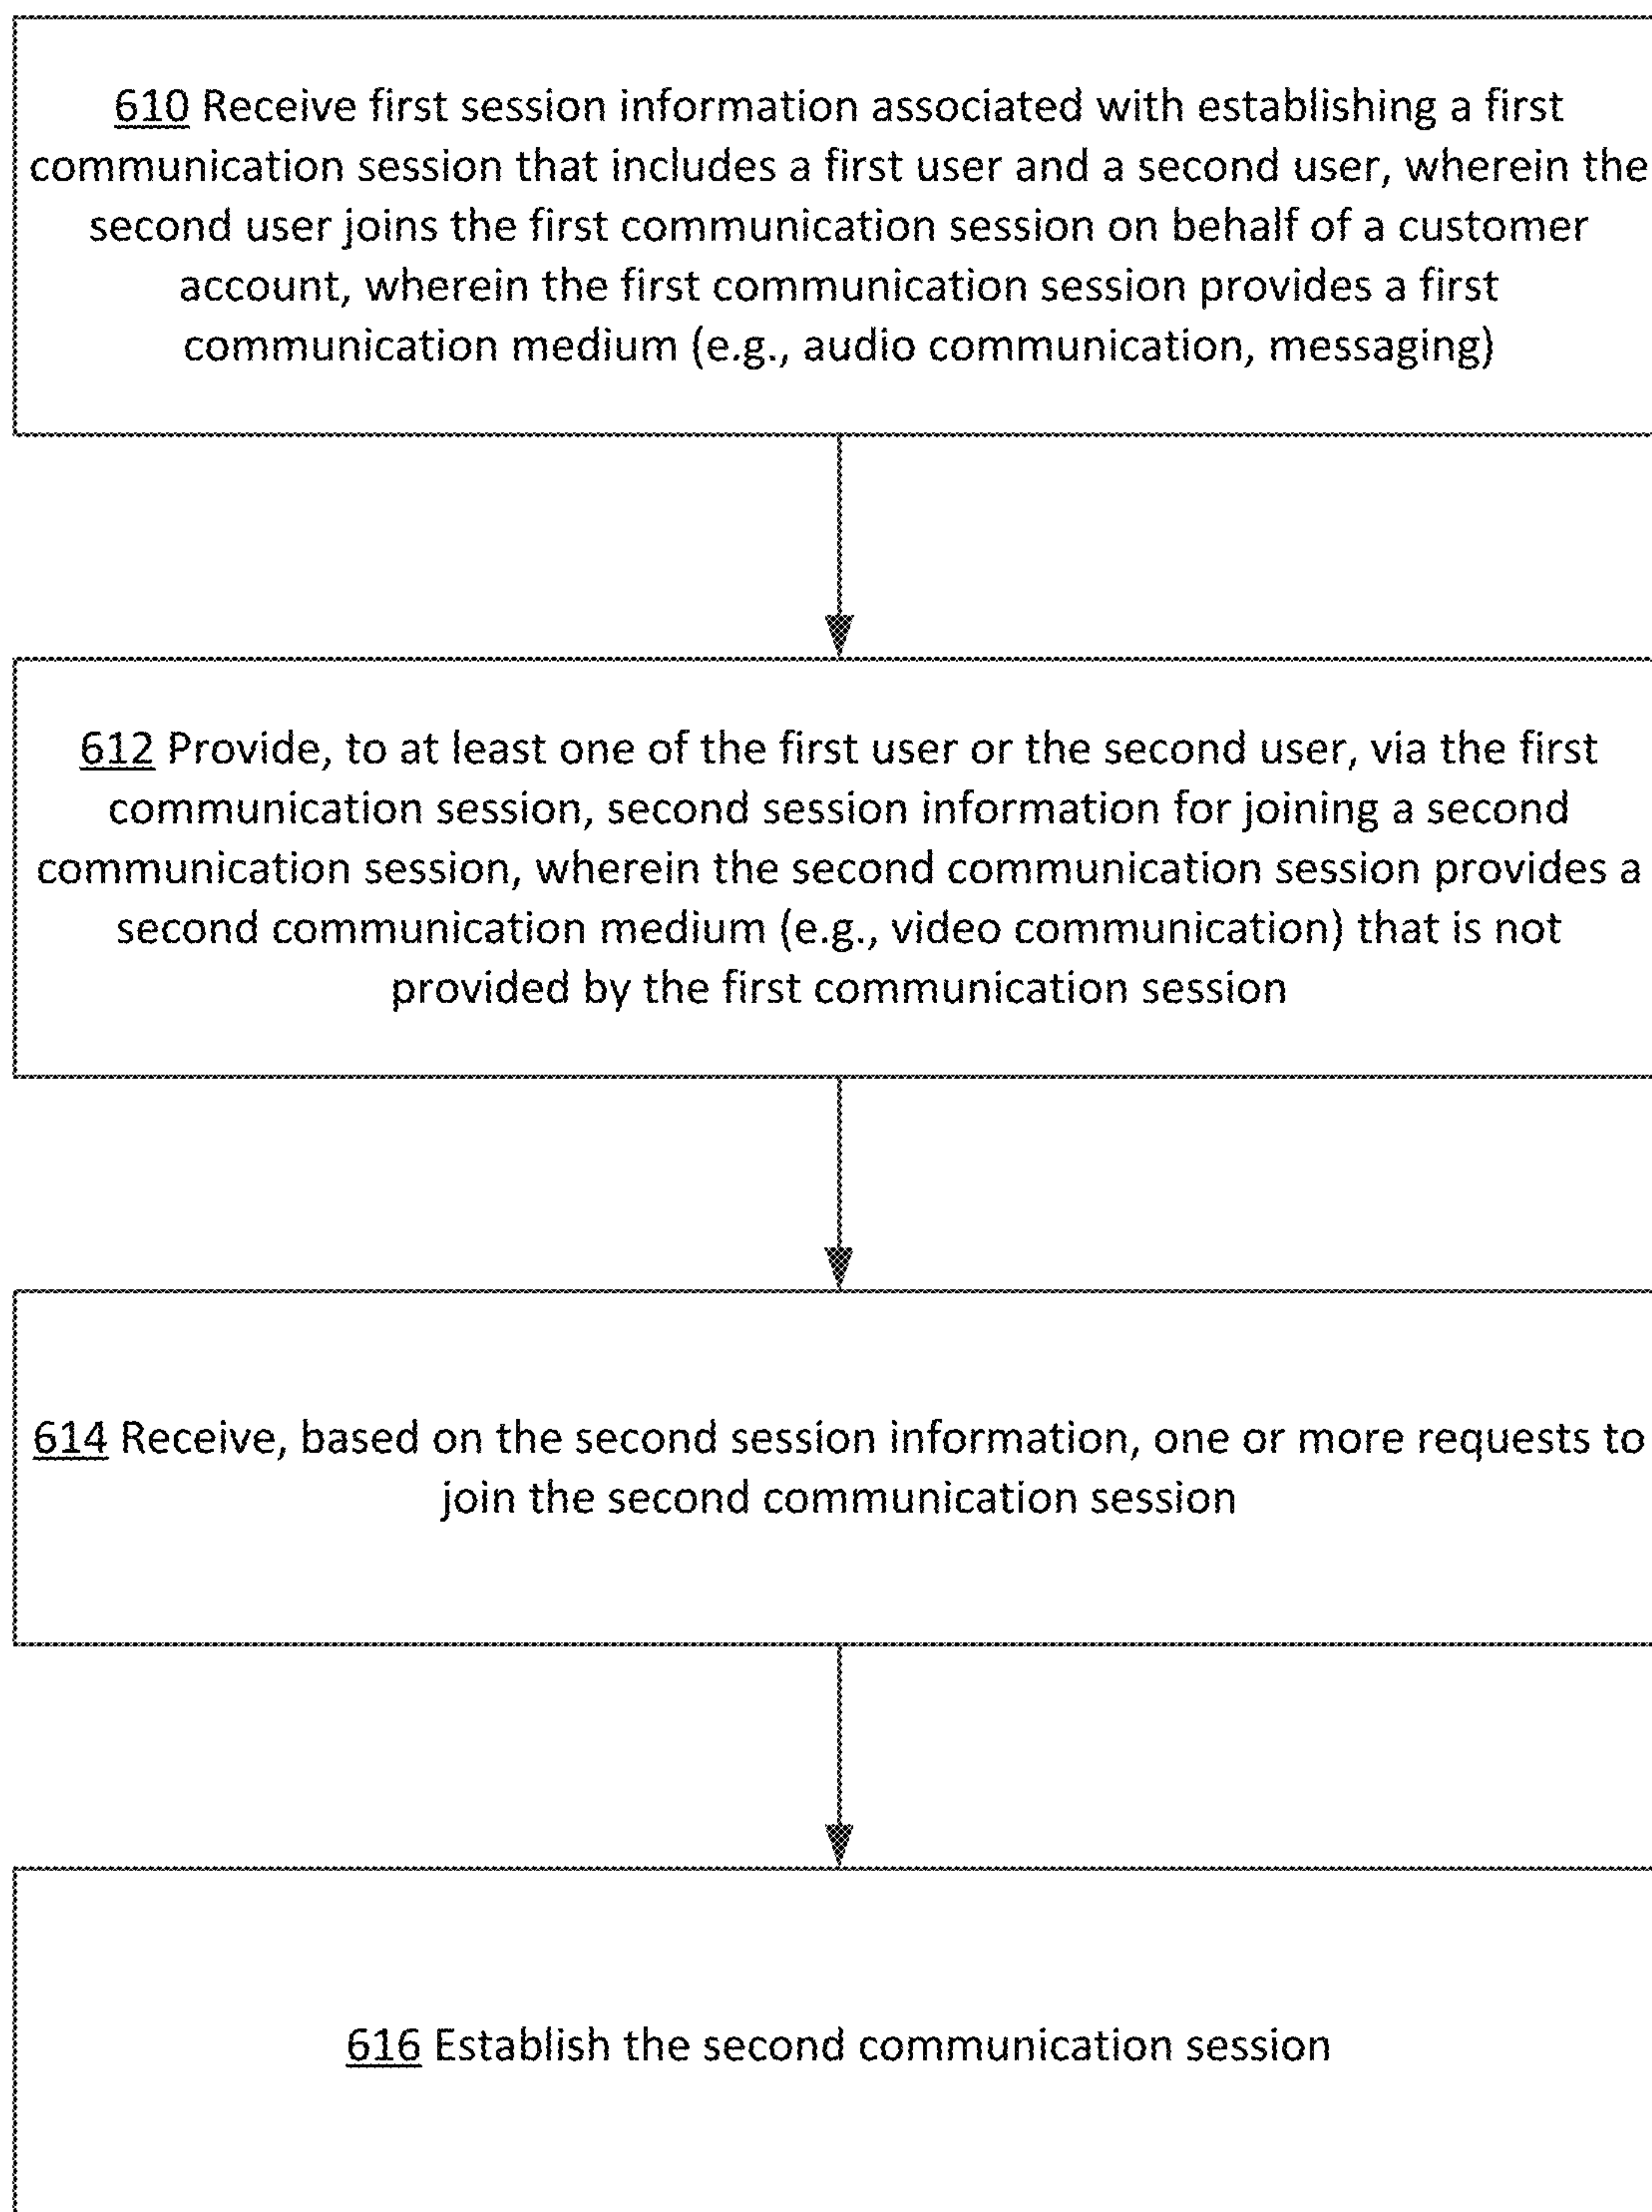 610 Receive first session information associated with establishing a first
communication session that includes a first user and a second user, wherein the
second user joins the first communication session on behalf of a customer
account, wherein the first communication session provides a first
communication medium (e.g., audio communication, messaging)
612 Provide, to at least one of the first user or the second user, via the first
communication session, second session information for joining a second
communication session, wherein the second communication session provides a
second communication medium (e.g., video communication) that is not
provided by the first communication session
614 Receive, based on the second session information, one or more requests to
join the second communication session
616 Establish the second communication session